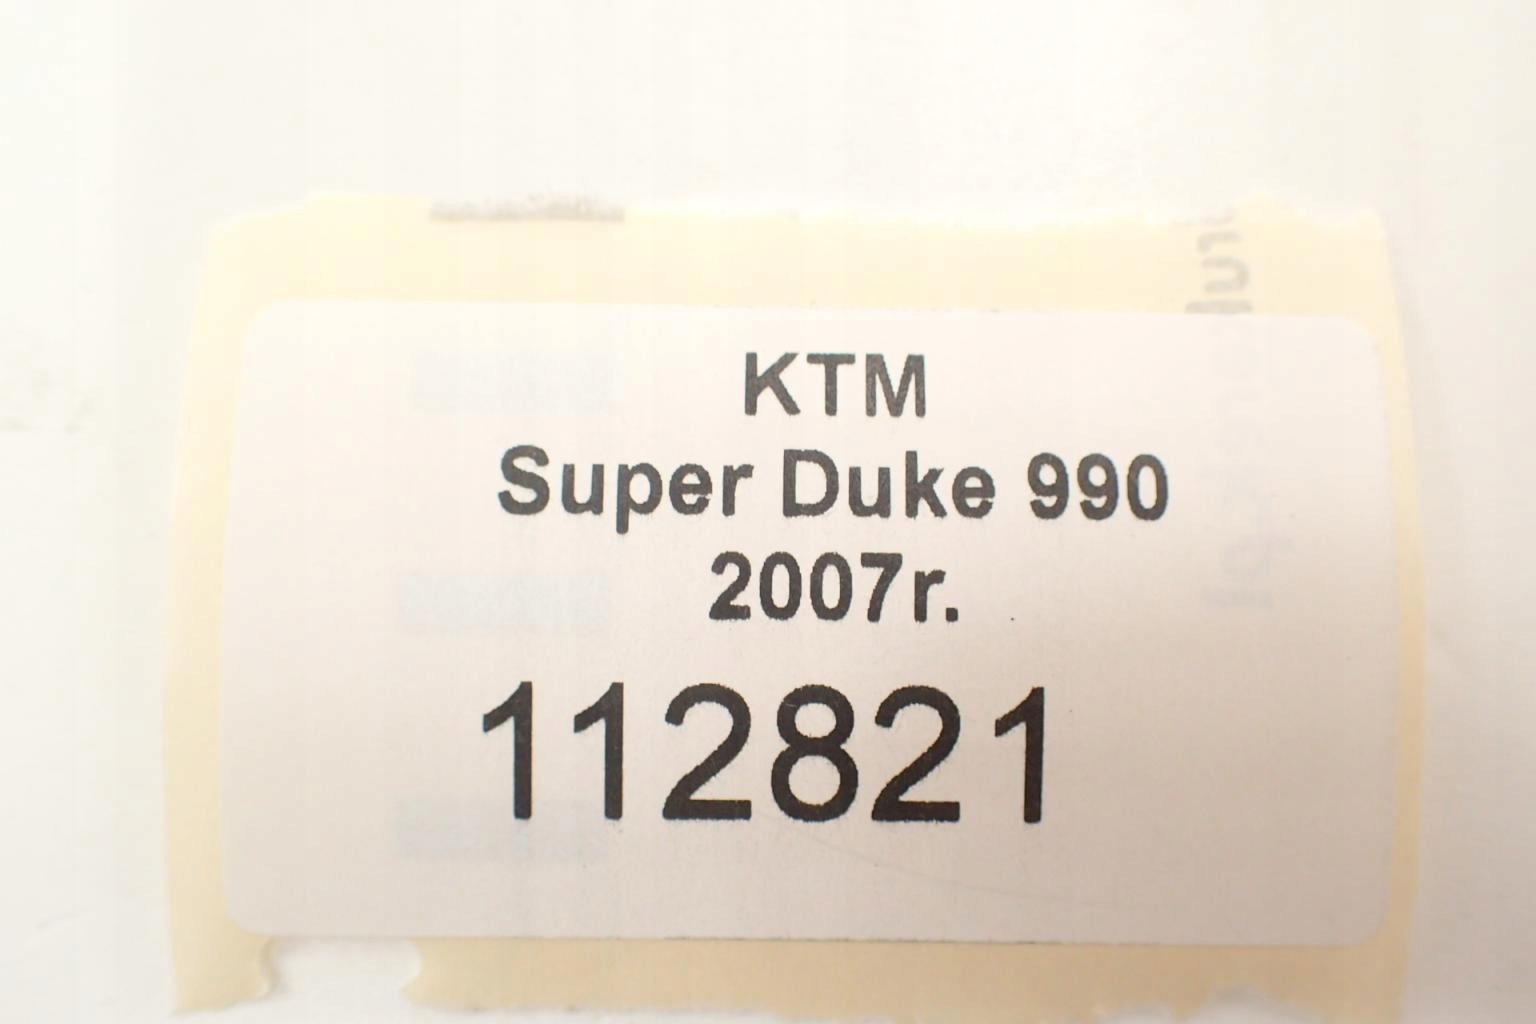 KTM
Super Duke 990
2007r.
112821